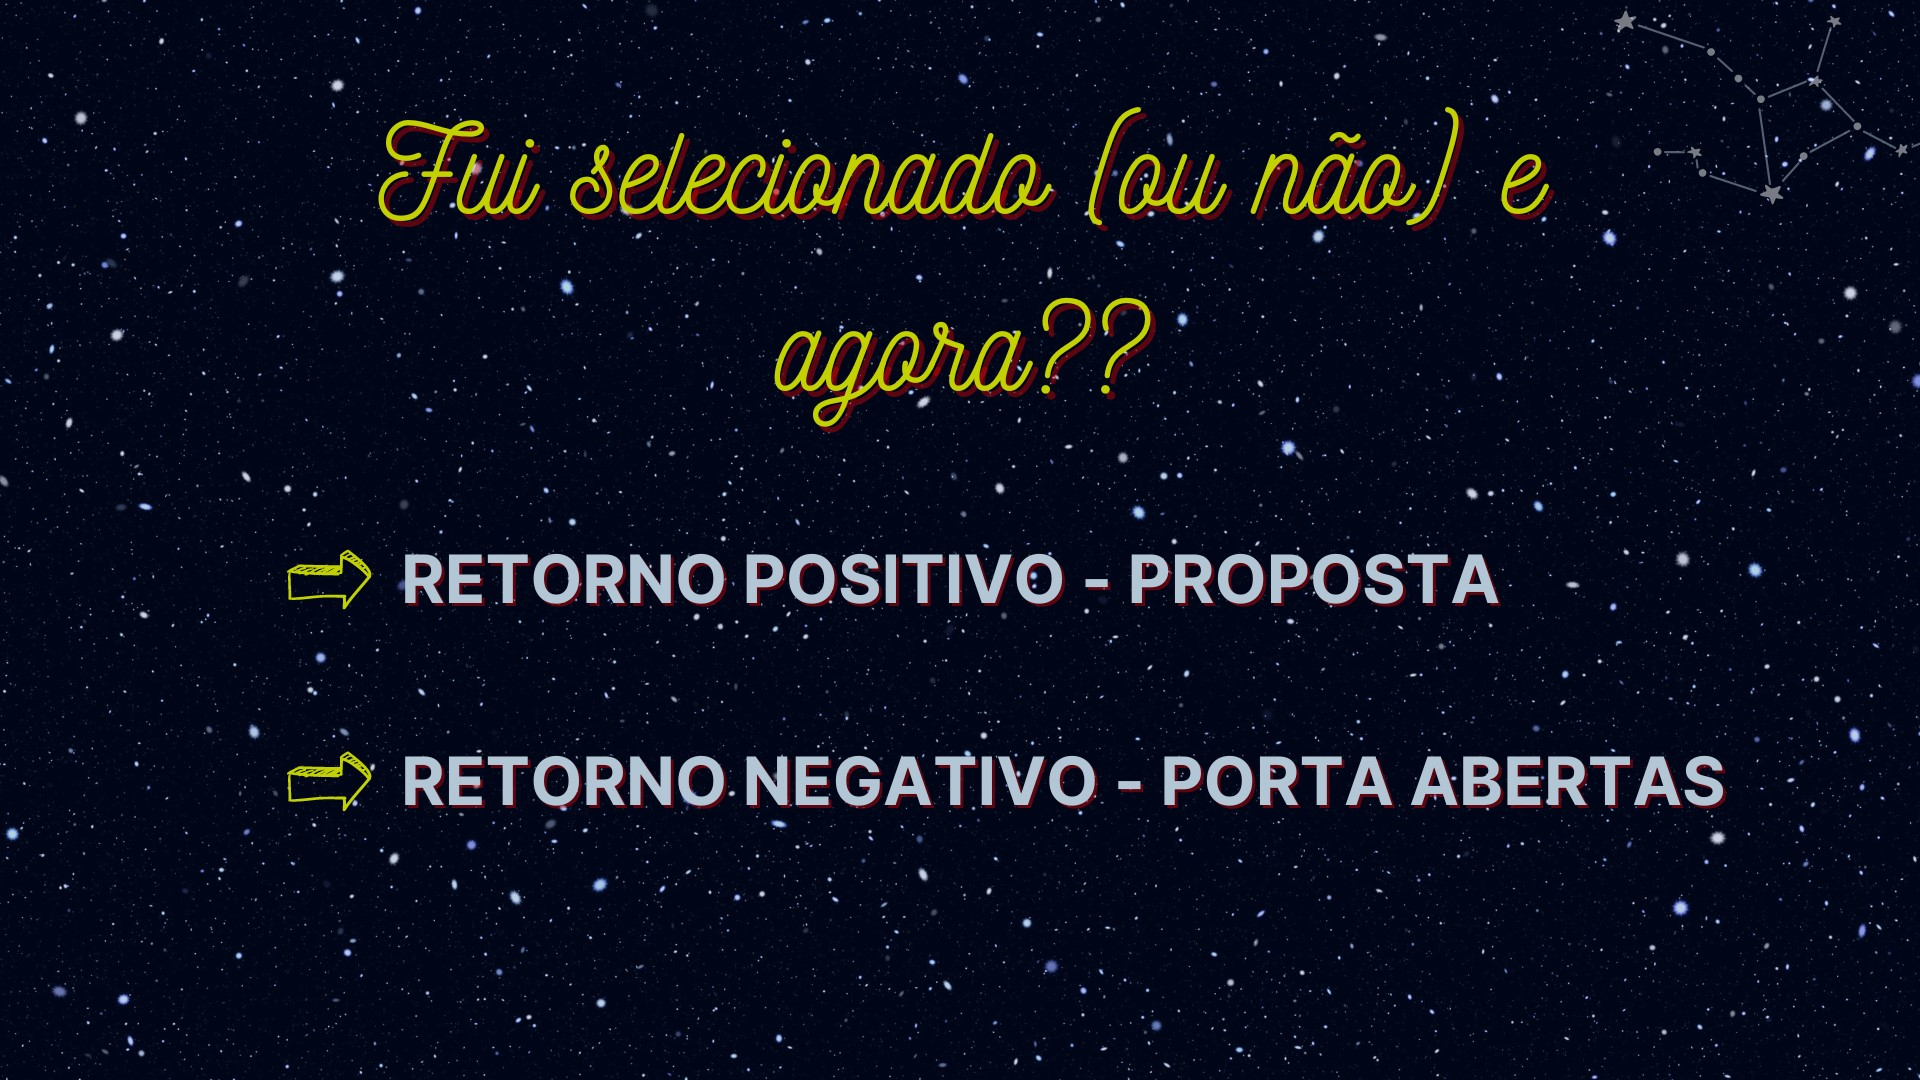 Fui selecionado (ou não) e
agora??
RETORNO POSITIVO - PROPOSTA
RETORNO NEGATIVO - PORTA ABERTAS